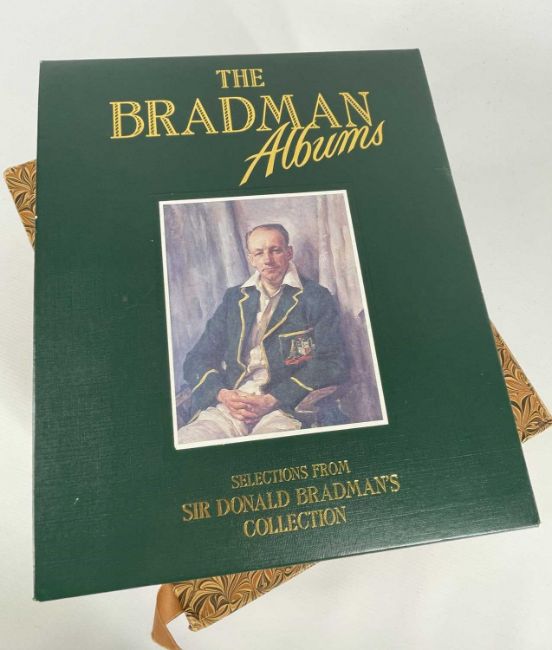 THE
BRADMAN
Albums
SELECTIONS FROM
SIR DONALD BRADMAN'S
COLLECTION